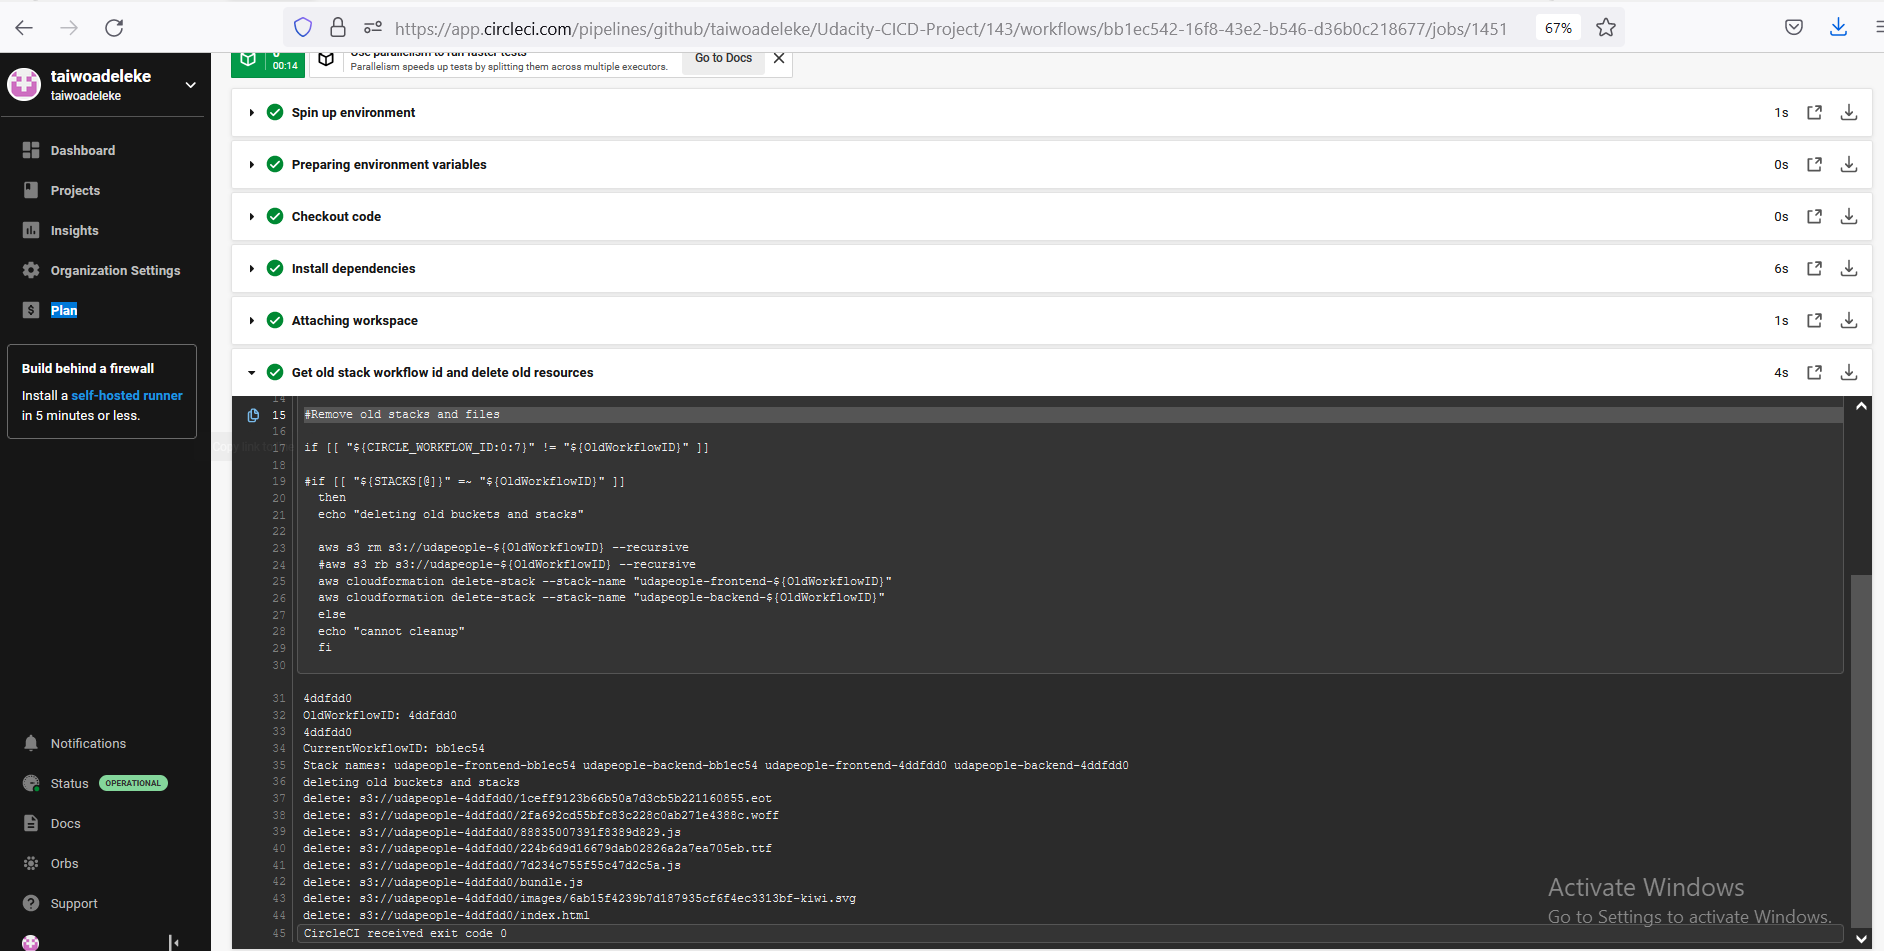 https://app.circleci.com/pipelines/github/taiwoadeleke/Udacity-CICD-Project/143/workflows/bb1ec542-16f8-43e2-b546-d36b0c218677/jobs/1451
67%
taiwoadeleke
taiwoadeleke
Dashboard
Projects
Insights
Organization Settings
Plan
Build behind a firewall
Install a self-hosted runner
in 5 minutes or less.
Notifications
Status OPERATIONAL
Docs
Orbs
Support
00:14
Use parallelism to run faster tests
Parallelism speeds up tests by splitting them across multiple executors.
Go to Docs
Spin up environment 1s
Preparing environment variables 0s
Checkout code 0s
Install dependencies 6s
Attaching workspace 1s
Get old stack workflow id and delete old resources 4s
14
15 #Remove old stacks and files
16
17 if [[ "${CIRCLE_WORKFLOW_ID:0:7}" != "${OldWorkflowID}" ]]
18
19 #if [[ "${STACKS[@]}" =~ "${OldWorkflowID}" ]]
20 then
21 echo "deleting old buckets and stacks"
22
23 aws s3 rm s3://udapeople-${OldWorkflowID} --recursive
24 #aws s3 rb s3://udapeople-${OldWorkflowID} --recursive
25 aws cloudformation delete-stack --stack-name "udapeople-frontend-${OldWorkflowID}"
26 aws cloudformation delete-stack --stack-name "udapeople-backend-${OldWorkflowID}"
27 else
28 echo "cannot cleanup"
29 fi
30
31 4ddfdd0
32 OldWorkflowID: 4ddfdd0
33 4ddfdd0
34 CurrentWorkflowID: bb1ec54
35 Stack names: udapeople-frontend-bb1ec54 udapeople-backend-bb1ec54 udapeople-frontend-4ddfdd0 udapeople-backend-4ddfdd0
36 deleting old buckets and stacks
37 delete: s3://udapeople-4ddfdd0/1ceff9123b66b50a7d3cb5b221160855.eot
38 delete: s3://udapeople-4ddfdd0/2fa692cd55bfc83c228c0ab271e4388c.woff
39 delete: s3://udapeople-4ddfdd0/88835007391f8389d829.js
40 delete: s3://udapeople-4ddfdd0/224b6d9d16679dab02826a2a7ea705eb.ttf
41 delete: s3://udapeople-4ddfdd0/7d234c755f55c47d2c5a.js
42 delete: s3://udapeople-4ddfdd0/bundle.js
43 delete: s3://udapeople-4ddfdd0/images/6ab15f4239b7d187935cf6f4ec3313bf-kiwi.svg
44 delete: s3://udapeople-4ddfdd0/index.html
45 CircleCI received exit code 0
Activate Windows
Go to Settings to activate Windows.